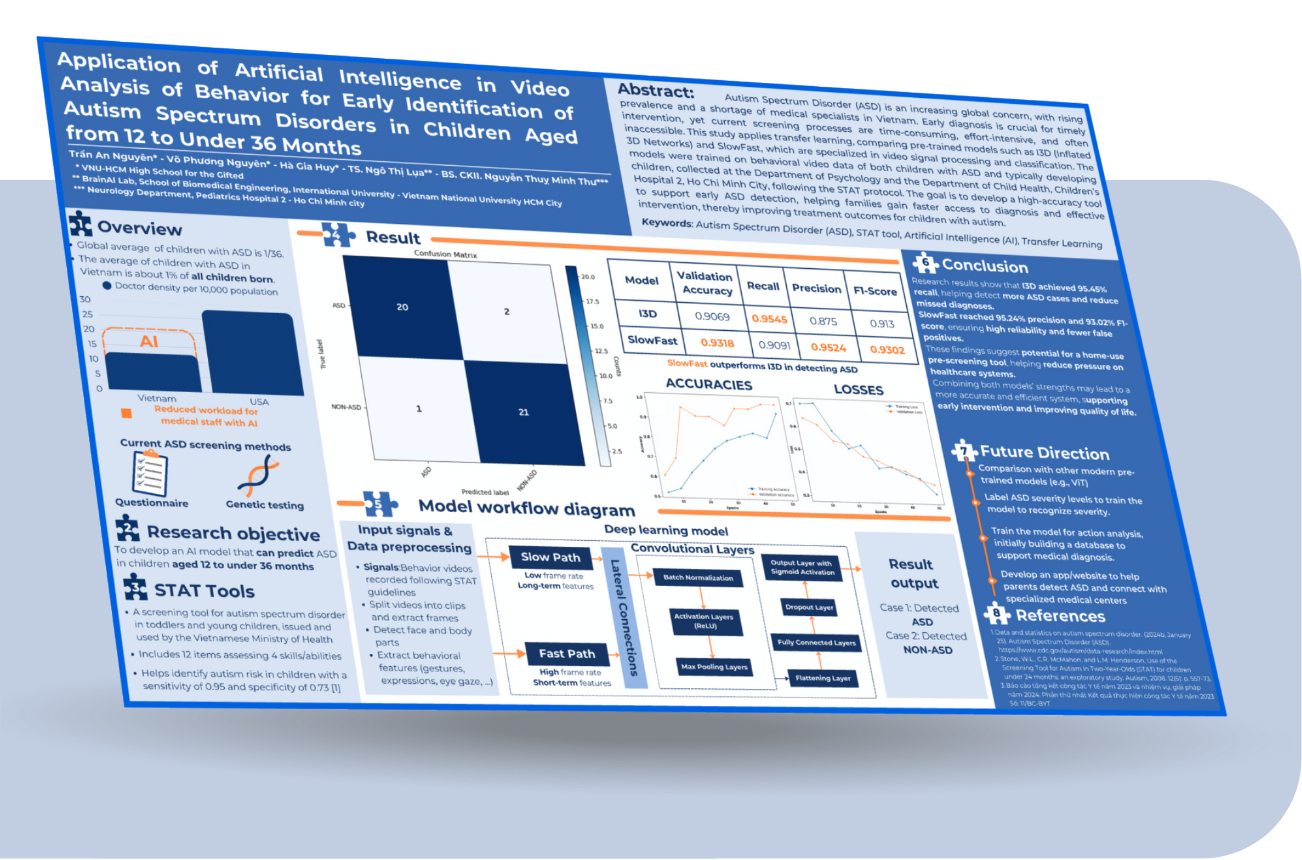 Application of Artificial Intelligence in Video
Analysis of Behavior for Early Identification of
Autism Spectrum Disorders in Children Aged
from 12 to Under 36 Months
Trần An Nguyên* - Võ Phương Nguyên* - Hà Gia Huy* - TS. Ngô Thị Lụa** - BS. CKII. Nguyễn Thuỵ Minh Thư***
* VNU-HCM High School for the Gifted
** BrainAI Lab, School of Biomedical Engineering, International University - Vietnam National University HCM City
*** Neurology Department, Pediatrics Hospital 2 - Ho Chi Minh city
Abstract: Autism Spectrum Disorder (ASD) is an increasing global concern, with rising
prevalence and a shortage of medical specialists in Vietnam. Early diagnosis is crucial for timely
intervention, yet current screening processes are time-consuming, effort-intensive, and often
inaccessible. This study applies transfer learning, comparing pre-trained models such as I3D (Inflated
3D Networks) and SlowFast, which are specialized in video signal processing and classification. The
models were trained on behavioral video data of both children with ASD and typically developing
children, collected at the Department of Psychology and the Department of Child Health, Children's
Hospital 2, Ho Chi Minh City, following the STAT protocol. The goal is to develop a high-accuracy tool
to support early ASD detection, helping families gain faster access to diagnosis and effective
intervention, thereby improving treatment outcomes for children with autism.
Keywords: Autism Spectrum Disorder (ASD), STAT tool, Artificial Intelligence (AI), Transfer Learning
1 Overview
• Global average of children with ASD is 1/36.
• The average of children with ASD in
Vietnam is about 1% of all children born.
Doctor density per 10,000 population
30
25
20
15
10
5
0
AI
Vietnam
USA
Reduced workload for
medical staff with AI
Current ASD screening methods
Questionnaire
Genetic testing
2 Research objective
To develop an AI model that can predict ASD
in children aged 12 to under 36 months
3 STAT Tools
• A screening tool for autism spectrum disorder
in toddlers and young children, issued and
used by the Vietnamese Ministry of Health
• Includes 12 items assessing 4 skills/abilities
• Helps identify autism risk in children with a
sensitivity of 0.95 and specificity of 0.73 [1]
4 Result
Confusion Matrix
True label
ASD
NON-ASD
20
2
1
21
ASD
NON-ASD
Predicted label
20.0
17.5
15.0
12.5
10.0
7.5
5.0
2.5
Counts
Model Validation Accuracy Recall Precision F1-Score
I3D 0.9069 0.9545 0.875 0.913
SlowFast 0.9318 0.9091 0.9524 0.9302
SlowFast outperforms I3D in detecting ASD
ACCURACIES
LOSSES
Training accuracy
Validation accuracy
Training Loss
Validation Loss
Accuracy
Epochs
Epochs
5 Model workflow diagram
Input signals &
Data preprocessing
• Signals:Behavior videos
recorded following STAT
guidelines
• Split videos into clips
and extract frames
• Detect face and body
parts
• Extract behavioral
features (gestures,
expressions, eye gaze, ...)
Deep learning model
Slow Path
Low frame rate
Long-term features
Fast Path
High frame rate
Short-term features
Lateral Connections
Convolutional Layers
Batch Normalization
Activation Layers
(ReLU)
Max Pooling Layers
Output Layer with
Sigmoid Activation
Dropout Layer
Fully Connected Layers
Flattening Layer
Result
output
Case 1: Detected
ASD
Case 2: Detected
NON-ASD
6 Conclusion
Research results show that I3D achieved 95.45%
recall, helping detect more ASD cases and reduce
missed diagnoses.
SlowFast reached 95.24% precision and 93.02% F1-
score, ensuring high reliability and fewer false
positives.
These findings suggest potential for a home-use
pre-screening tool, helping reduce pressure on
healthcare systems.
Combining both models' strengths may lead to a
more accurate and efficient system, supporting
early intervention and improving quality of life.
7 Future Direction
Comparison with other modern pre-
trained models (e.g., ViT)
Label ASD severity levels to train the
model to recognize severity.
Train the model for action analysis,
initially building a database to
support medical diagnosis.
Develop an app/website to help
parents detect ASD and connect with
specialized medical centers
8 References
1.Data and statistics on autism spectrum disorder. (2024b, January
25). Autism Spectrum Disorder (ASD).
https://www.cdc.gov/autism/data-research/index.html
2.Stone, W.L., C.R. McMahon, and L.M. Henderson, Use of the
Screening Tool for Autism in Two-Year-Olds (STAT) for children
under 24 months: an exploratory study. Autism, 2008. 12(5): p. 557-73.
3.Báo cáo tổng kết công tác Y tế năm 2023 và nhiệm vụ, giải pháp
năm 2024. Phần thứ nhất Kết quả thực hiện công tác Y tế năm 2023
Số: 11/BC-BYT